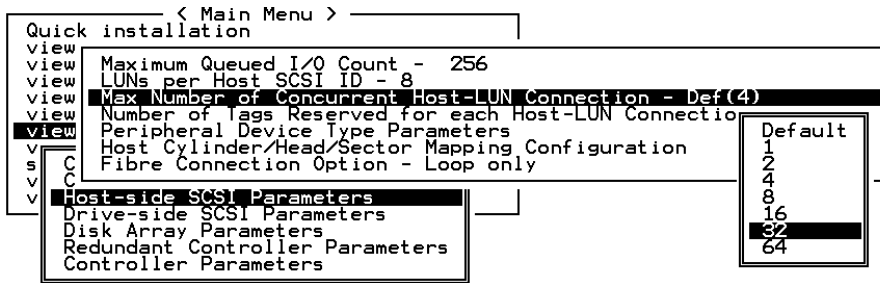 < Main Menu >
Quick installation
view
view
view
view
view
view
v
s
v
v
Maximum Queued I/O Count - 256
LUNs per Host SCSI ID - 8
Max Number of Concurrent Host-LUN Connection - Def(4)
Number of Tags Reserved for each Host-LUN Connectio
Peripheral Device Type Parameters
Host Cylinder/Head/Sector Mapping Configuration
Fibre Connection Option - Loop only
C
C
Host-side SCSI Parameters
Drive-side SCSI Parameters
Disk Array Parameters
Redundant Controller Parameters
Controller Parameters
Default
1
2
4
8
16
32
64